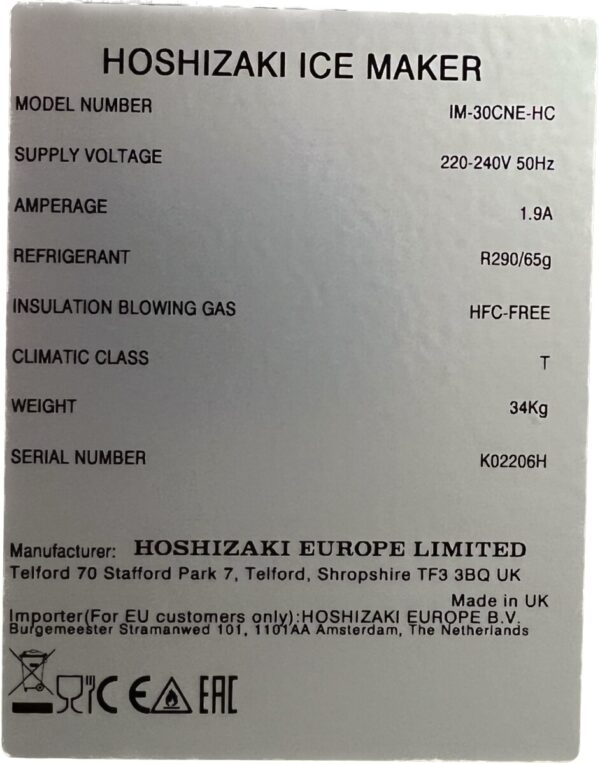 HOSHIZAKI ICE MAKER
MODEL NUMBER IM-30CNE-HC
SUPPLY VOLTAGE 220-240V 50Hz
AMPERAGE 1.9A
REFRIGERANT R290/65g
INSULATION BLOWING GAS HFC-FREE
CLIMATIC CLASS T
WEIGHT 34Kg
SERIAL NUMBER K02206H
Manufacturer: HOSHIZAKI EUROPE LIMITED
Telford 70 Stafford Park 7, Telford, Shropshire TF3 3BQ UK
Made in UK
Importer(For EU customers only):HOSHIZAKI EUROPE B.V.
Burgemeester Stramanwed 101, 1101AA Amsterdam, The Netherlands
CE EAC